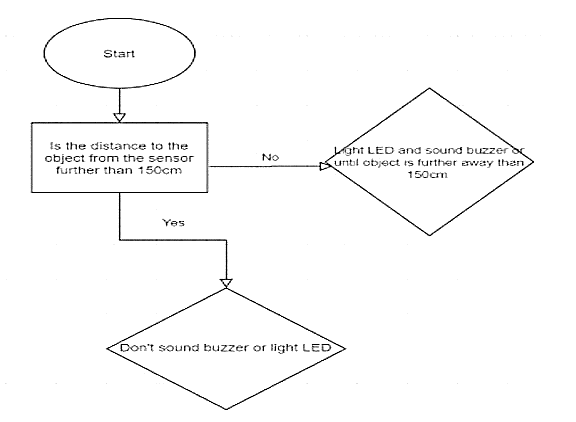 Start
Is the distance to the
object from the sensor
further than 150cm
No
Light LED and sound buzzer or
until object is further away than
150cm
Yes
Don't sound buzzer or light LED